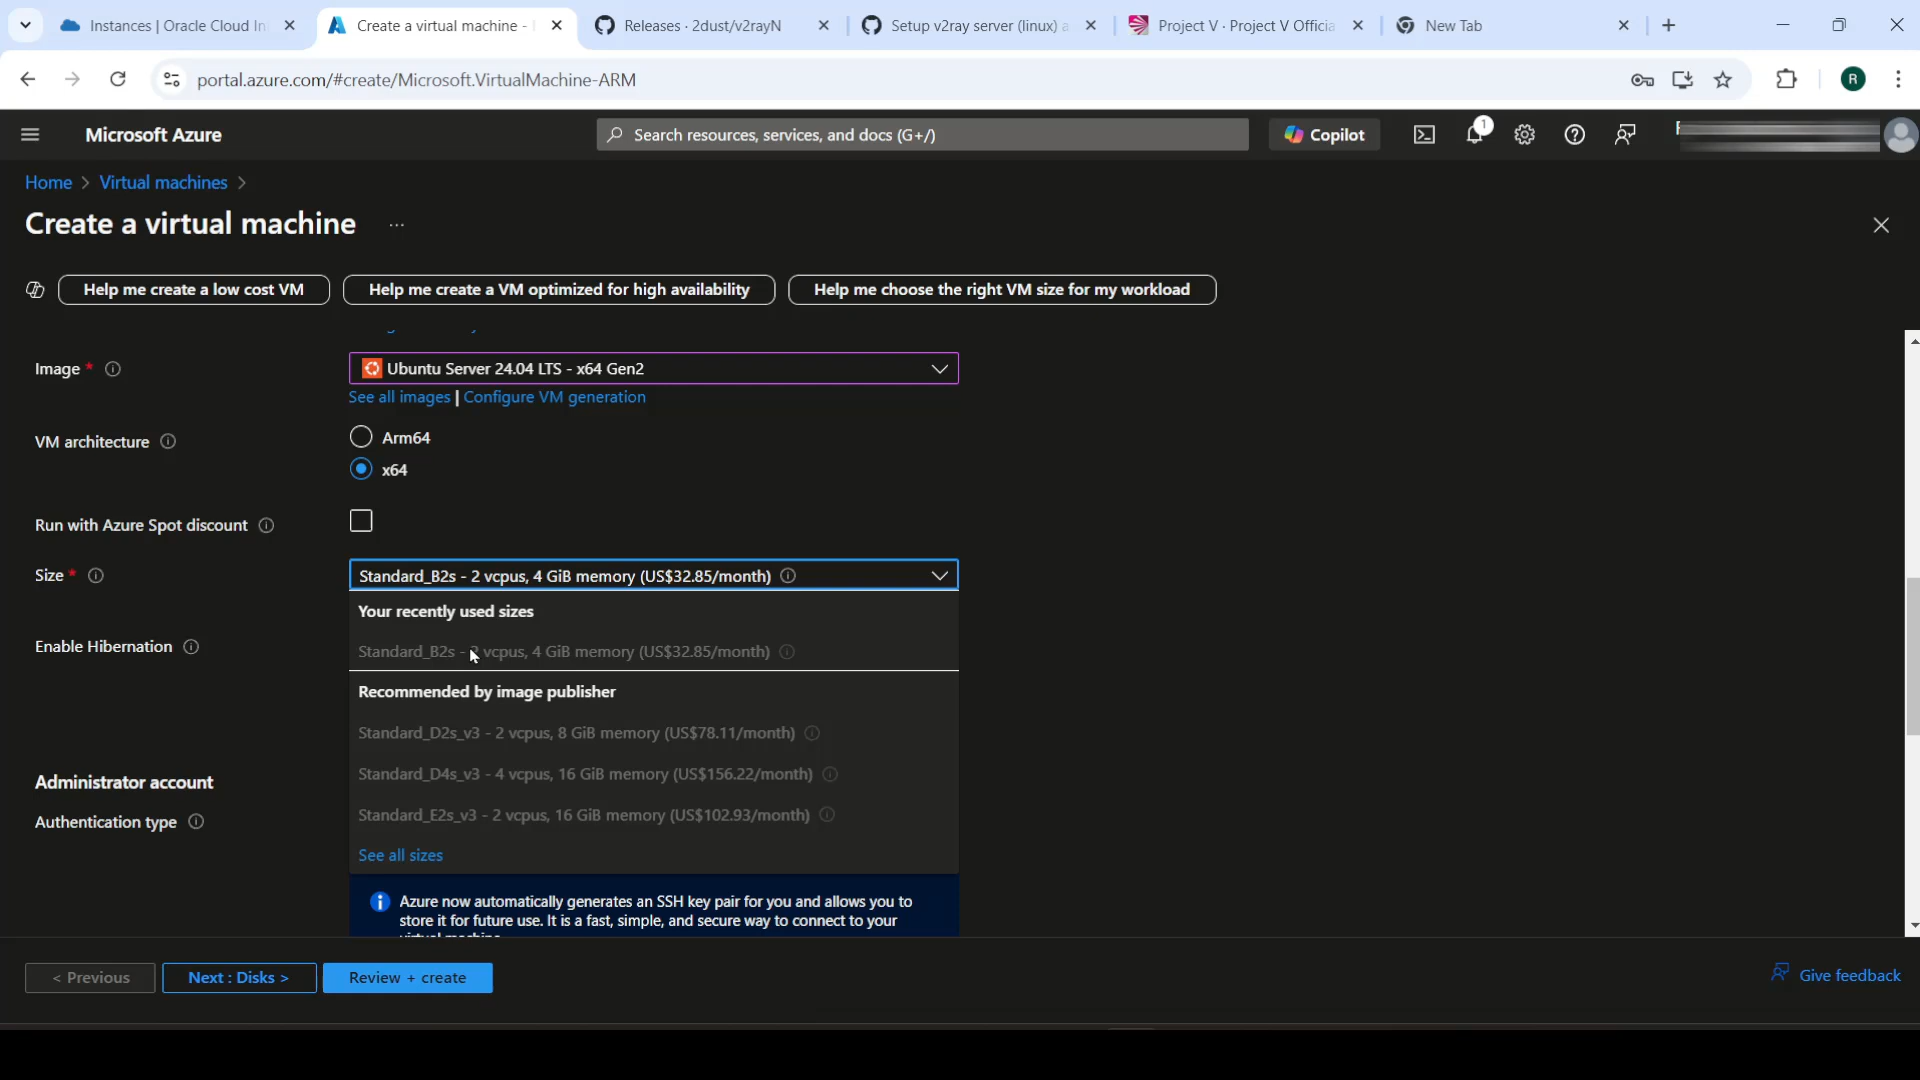 Instances | Oracle Cloud In
Create a virtual machine -
Releases · 2dust/v2rayN
Setup v2ray server (linux) a
Project V · Project V Officia
New Tab
portal.azure.com/#create/Microsoft.VirtualMachine-ARM
R
Microsoft Azure
Search resources, services, and docs (G+/)
Copilot
1
Home > Virtual machines >
Create a virtual machine ...
Help me create a low cost VM
Help me create a VM optimized for high availability
Help me choose the right VM size for my workload
Image *
Ubuntu Server 24.04 LTS - x64 Gen2
See all images | Configure VM generation
VM architecture
Arm64
x64
Run with Azure Spot discount
Size *
Standard_B2s - 2 vcpus, 4 GiB memory (US$32.85/month)
Your recently used sizes
Enable Hibernation
Standard_B2s - 2 vcpus, 4 GiB memory (US$32.85/month)
Recommended by image publisher
Standard_D2s_v3 - 2 vcpus, 8 GiB memory (US$78.11/month)
Standard_D4s_v3 - 4 vcpus, 16 GiB memory (US$156.22/month)
Administrator account
Standard_E2s_v3 - 2 vcpus, 16 GiB memory (US$102.93/month)
Authentication type
See all sizes
Azure now automatically generates an SSH key pair for you and allows you to
store it for future use. It is a fast, simple, and secure way to connect to your
virtual machine.
< Previous
Next : Disks >
Review + create
Give feedback